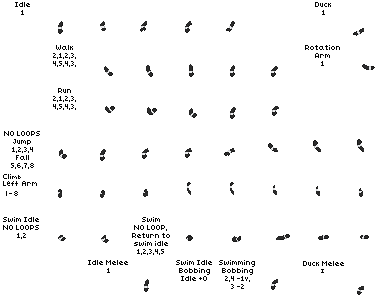 Idle
1
Duck
1
Walk
2,1,2,3,
4,5,4,3,
Rotation
Arm
1
Run
2,1,2,3,
4,5,4,3,
NO LOOPS
Jump
1,2,3,4
Fall
5,6,7,8
Climb
Left Arm
1-8
Swim Idle
NO LOOPS
1,2
Swim
NO LOOP,
Return to
swim idle
1,2,3,4,5
Swim Idle
Bobbing
Idle +0
Swimming
Bobbing
2,4 -1v,
3 -2
Idle Melee
1
Duck Melee
1